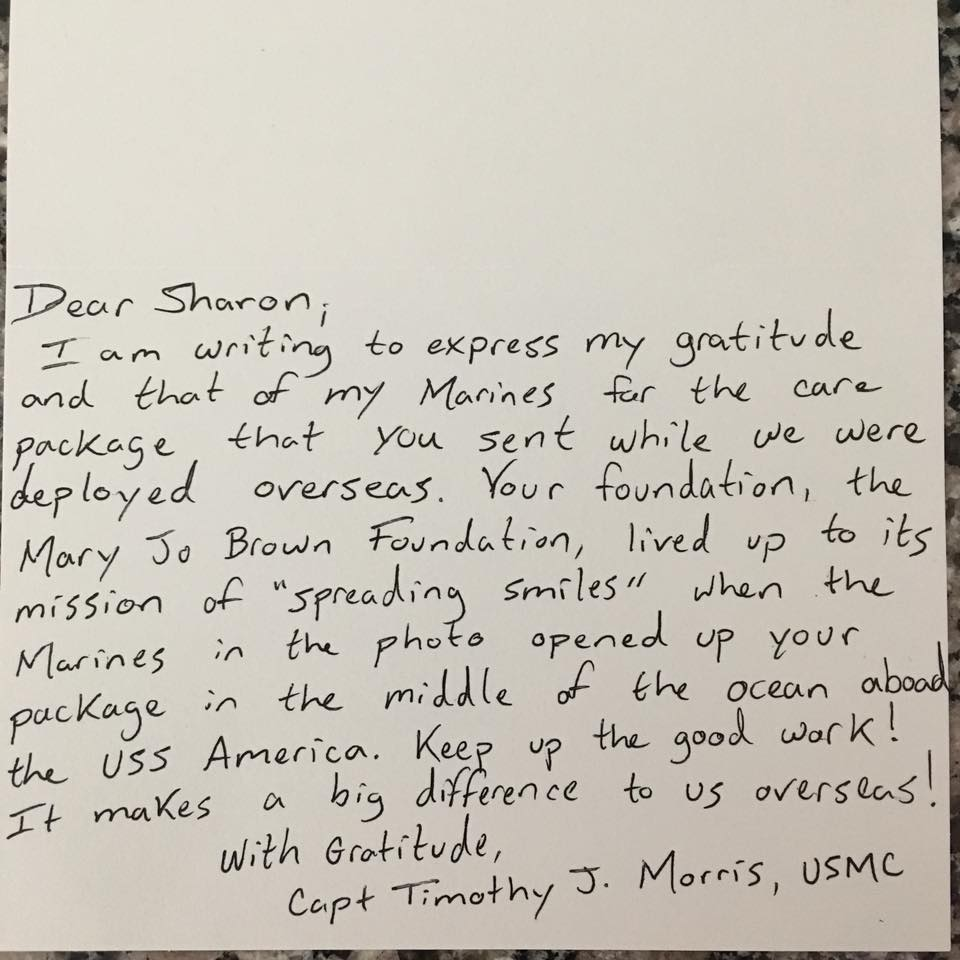 Dear Sharon;
I am writing to express my gratitude
and that of my Marines for the care
package that you sent while we were
deployed overseas. Your foundation, the
Mary Jo Brown Foundation, lived up to its
mission of "spreading smiles" when the
Marines in the photo opened up your
package in the middle of the ocean aboad
the USS America. Keep up the good work!
It makes a big difference to us overseas!
With Gratitude,
Capt Timothy J. Morris, USMC